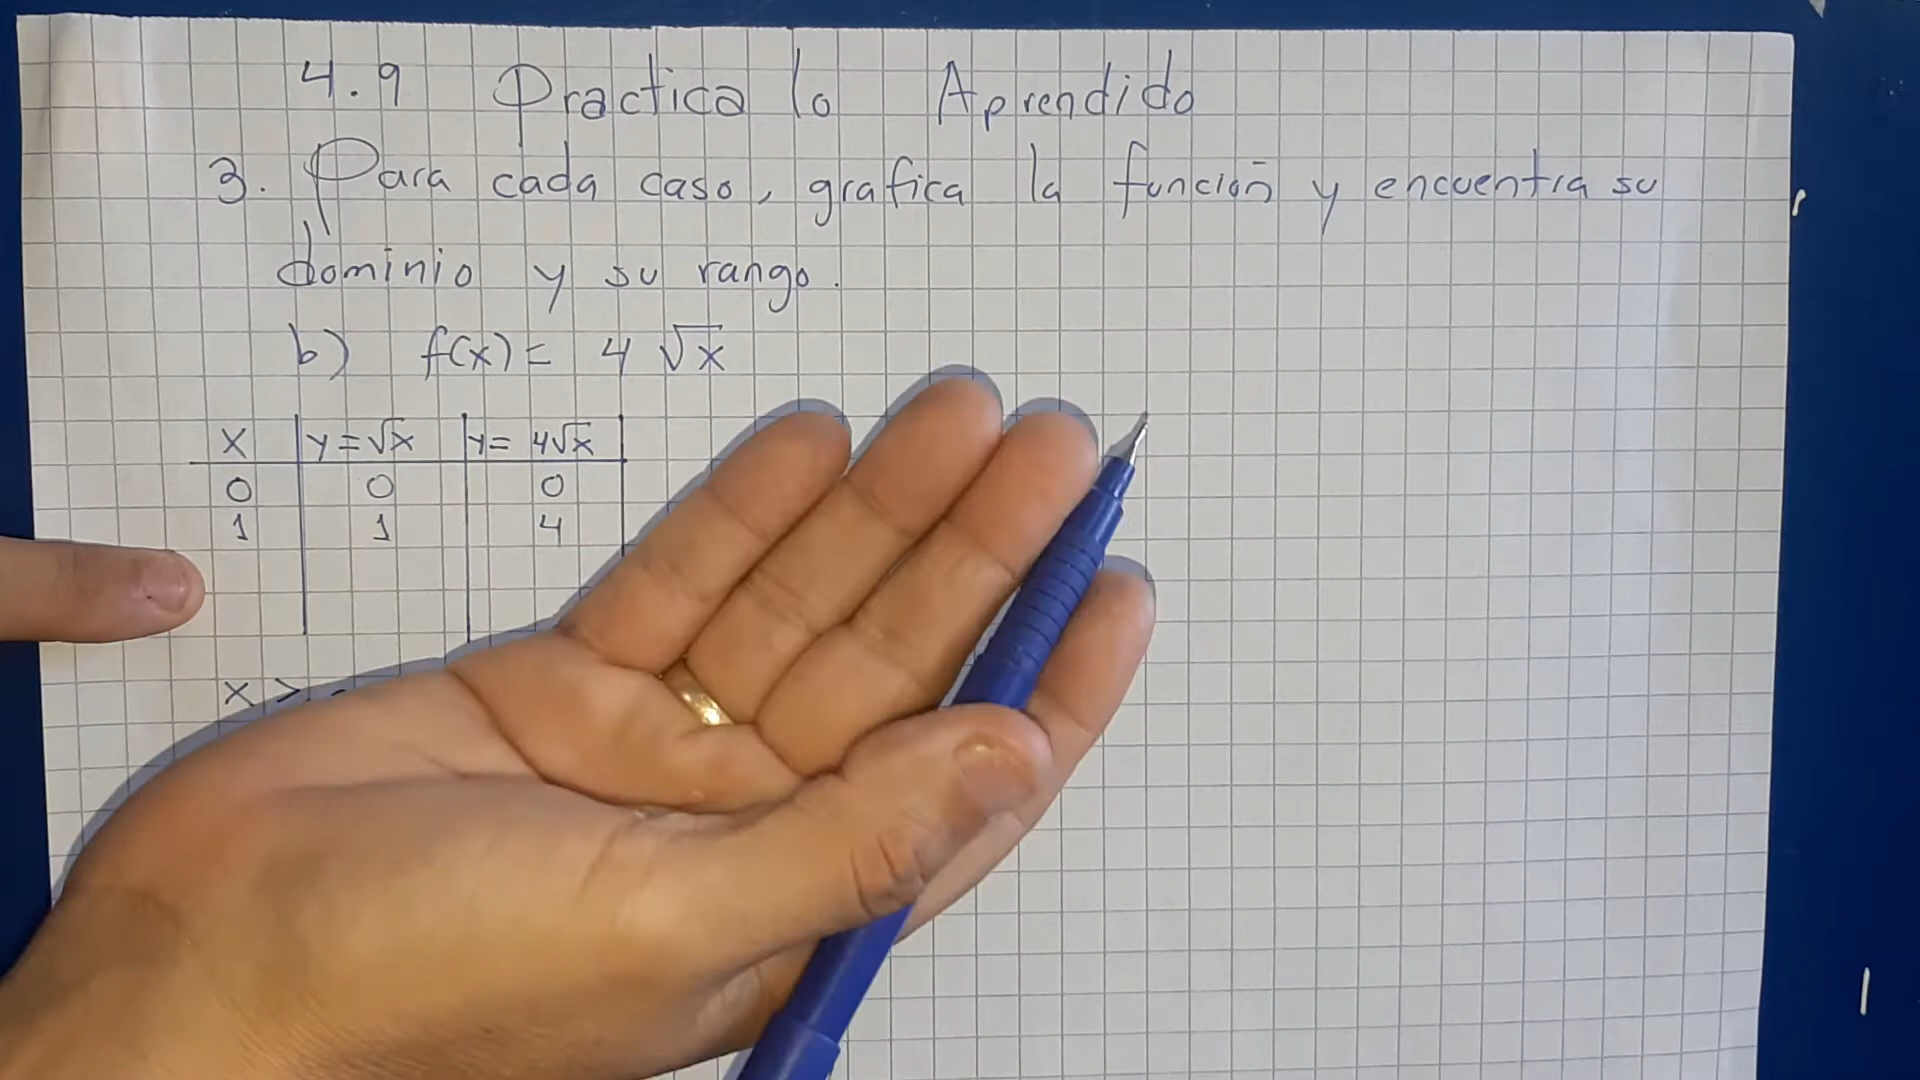 4.9 Practica lo Aprendido
3. Para cada caso, grafica la función y encuentra su
dominio y su rango.
b) f(x) = 4 √x
x | y = √x | y = 4√x
0 0 0
1 1 4
x >